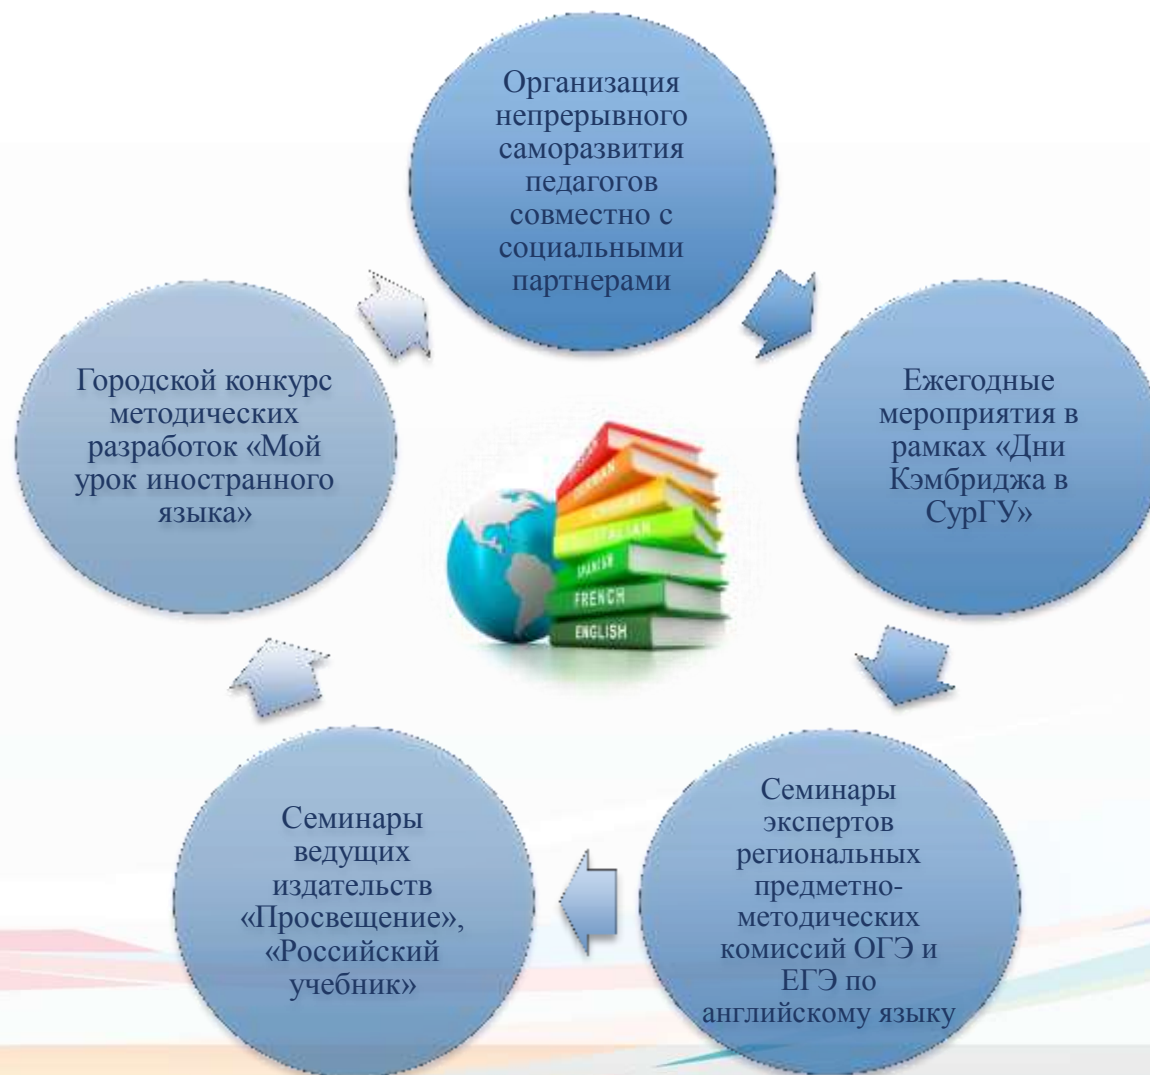 Организация
непрерывного
саморазвития
педагогов
совместно с
социальными
партнерами
Ежегодные
мероприятия в
рамках «Дни
Кэмбриджа в
СурГУ»
Семинары
экспертов
региональных
предметно-
методических
комиссий ОГЭ и
ЕГЭ по
английскому языку
Семинары
ведущих
издательств
«Просвещение»,
«Российский
учебник»
Городской конкурс
методических
разработок «Мой
урок иностранного
языка»
SPANISH
FRENCH
ENGLISH